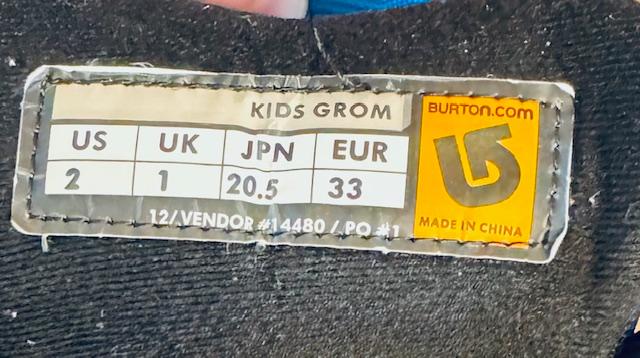 KIDS GROM
US UK JPN EUR
2 1 20.5 33
12/VENDOR #14480 / PO #1
BURTON.COM
MADE IN CHINA